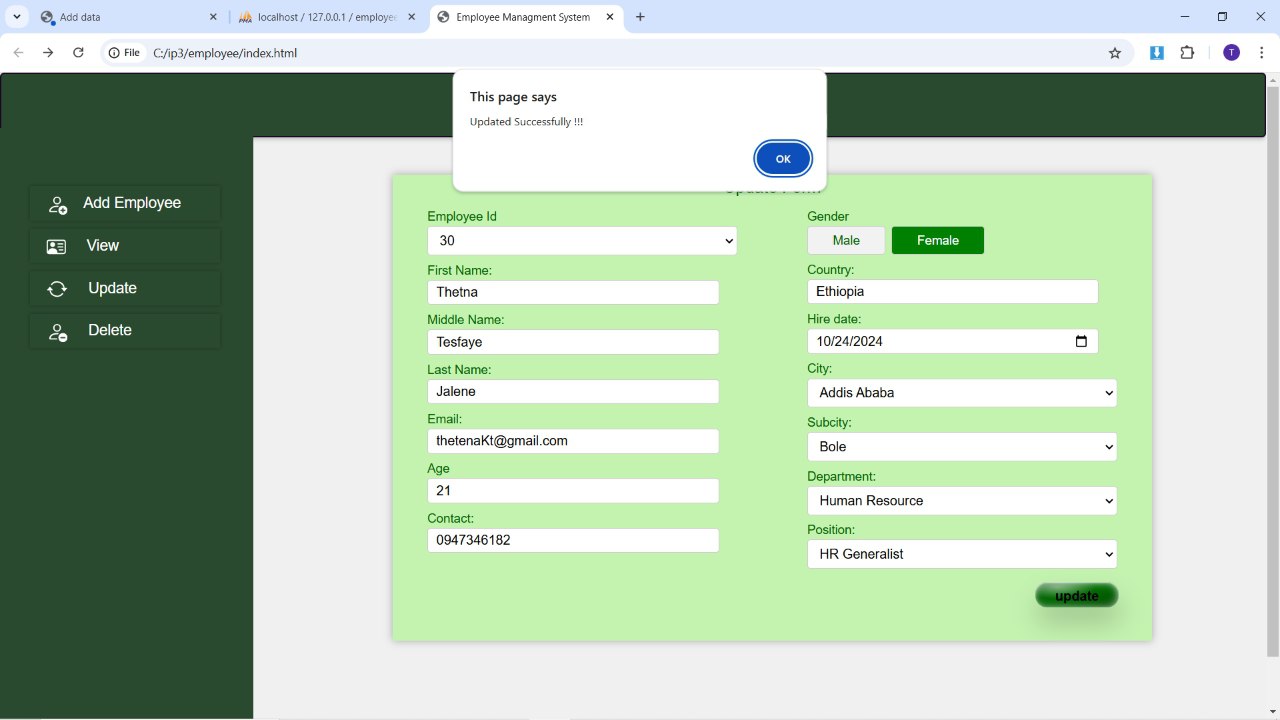 Add data
localhost / 127.0.0.1 / employee
Employee Managment System
File
C:/ip3/employee/index.html
T
This page says
Updated Successfully !!!
OK
Add Employee
View
Update
Delete
Update Form
Employee Id
30
First Name:
Thetna
Middle Name:
Tesfaye
Last Name:
Jalene
Email:
thetenaKt@gmail.com
Age
21
Contact:
0947346182
Gender
Male
Female
Country:
Ethiopia
Hire date:
10/24/2024
City:
Addis Ababa
Subcity:
Bole
Department:
Human Resource
Position:
HR Generalist
update